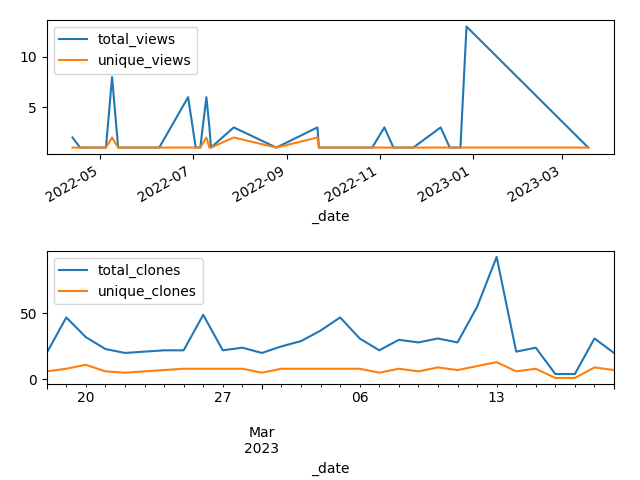 total_views
unique_views
10
5
2022-05
2022-07
2022-09
2022-11
2023-01
2023-03
_date
total_clones
unique_clones
50
0
20
27
06
13
Mar
2023
_date